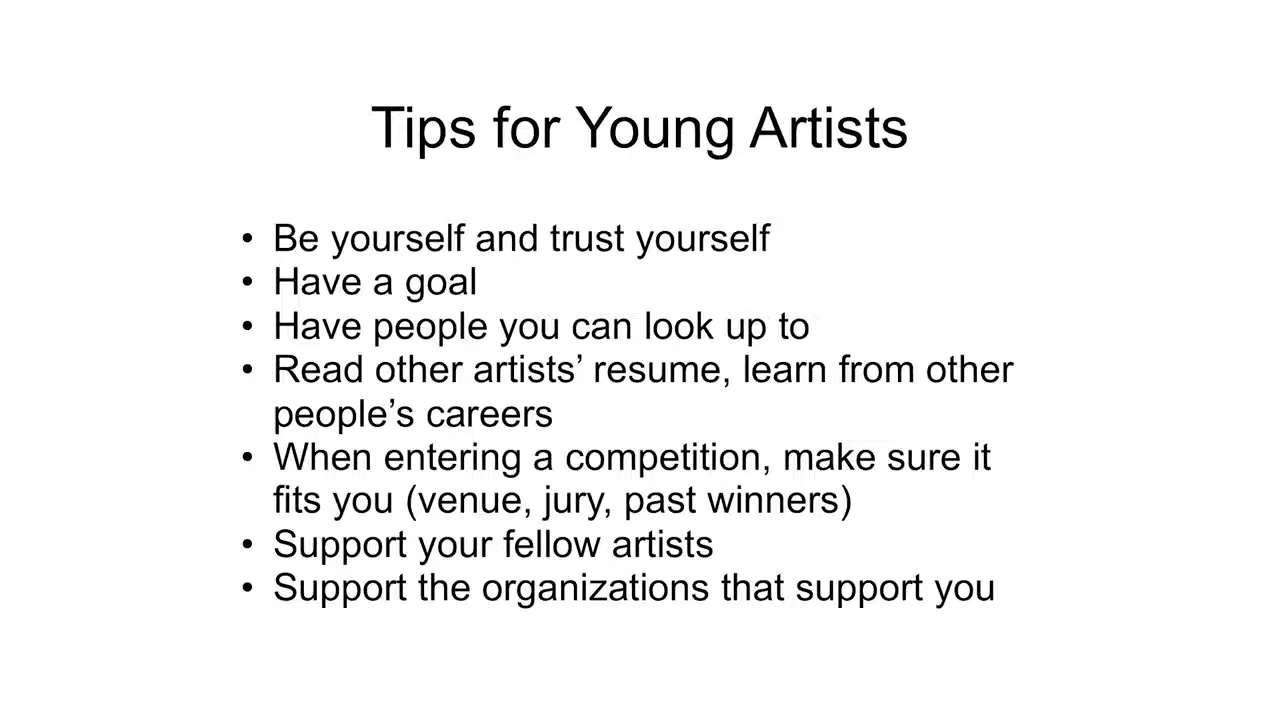 Tips for Young Artists
• Be yourself and trust yourself
• Have a goal
• Have people you can look up to
• Read other artists’ resume, learn from other
people’s careers
• When entering a competition, make sure it
fits you (venue, jury, past winners)
• Support your fellow artists
• Support the organizations that support you